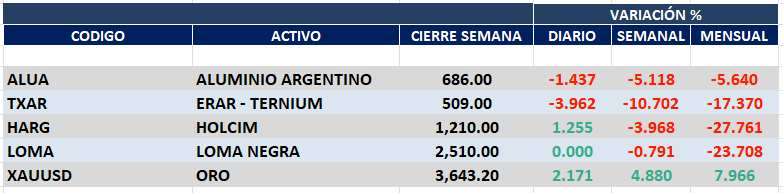 VARIACIÓN %
CODIGO ACTIVO CIERRE SEMANA DIARIO SEMANAL MENSUAL
ALUA ALUMINIO ARGENTINO 686.00 -1.437 -5.118 -5.640
TXAR ERAR - TERNIUM 509.00 -3.962 -10.702 -17.370
HARG HOLCIM 1,210.00 1.255 -3.968 -27.761
LOMA LOMA NEGRA 2,510.00 0.000 -0.791 -23.708
XAUUSD ORO 3,643.20 2.171 4.880 7.966